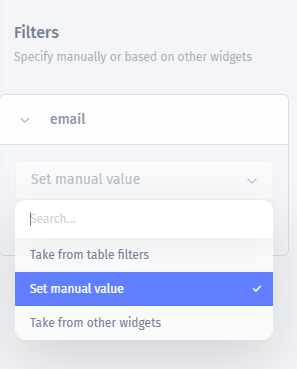 Filters
Specify manually or based on other widgets
email
Set manual value
Search...
Take from table filters
Set manual value
Take from other widgets